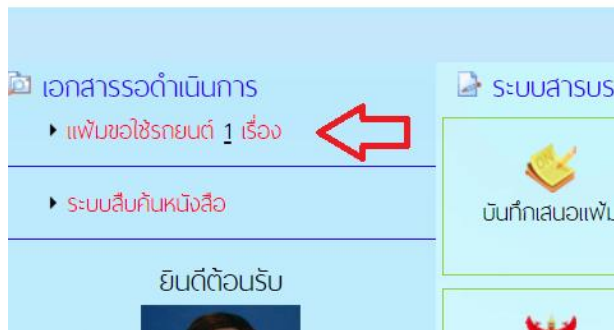 เอกสารรอดำเนินการ
แฟ้มขอใช้รถยนต์ 1 เรื่อง
ระบบสืบค้นหนังสือ
ยินดีต้อนรับ
ระบบสารบร
บันทึกเสนอแฟ้ม